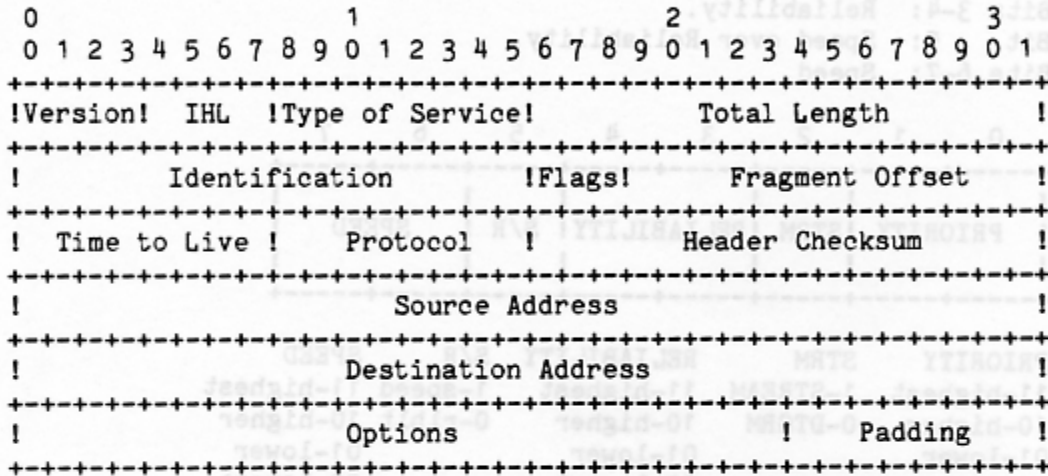 0 1 2 3
0 1 2 3 4 5 6 7 8 9 0 1 2 3 4 5 6 7 8 9 0 1 2 3 4 5 6 7 8 9 0 1
+-+-+-+-+-+-+-+-+-+-+-+-+-+-+-+-+-+-+-+-+-+-+-+-+-+-+-+-+-+-+-+-+
!Version! IHL !Type of Service! Total Length !
+-+-+-+-+-+-+-+-+-+-+-+-+-+-+-+-+-+-+-+-+-+-+-+-+-+-+-+-+-+-+-+-+
! Identification !Flags! Fragment Offset !
+-+-+-+-+-+-+-+-+-+-+-+-+-+-+-+-+-+-+-+-+-+-+-+-+-+-+-+-+-+-+-+-+
! Time to Live ! Protocol ! Header Checksum !
+-+-+-+-+-+-+-+-+-+-+-+-+-+-+-+-+-+-+-+-+-+-+-+-+-+-+-+-+-+-+-+-+
! Source Address !
+-+-+-+-+-+-+-+-+-+-+-+-+-+-+-+-+-+-+-+-+-+-+-+-+-+-+-+-+-+-+-+-+
! Destination Address !
+-+-+-+-+-+-+-+-+-+-+-+-+-+-+-+-+-+-+-+-+-+-+-+-+-+-+-+-+-+-+-+-+
! Options ! Padding !
+-+-+-+-+-+-+-+-+-+-+-+-+-+-+-+-+-+-+-+-+-+-+-+-+-+-+-+-+-+-+-+-+